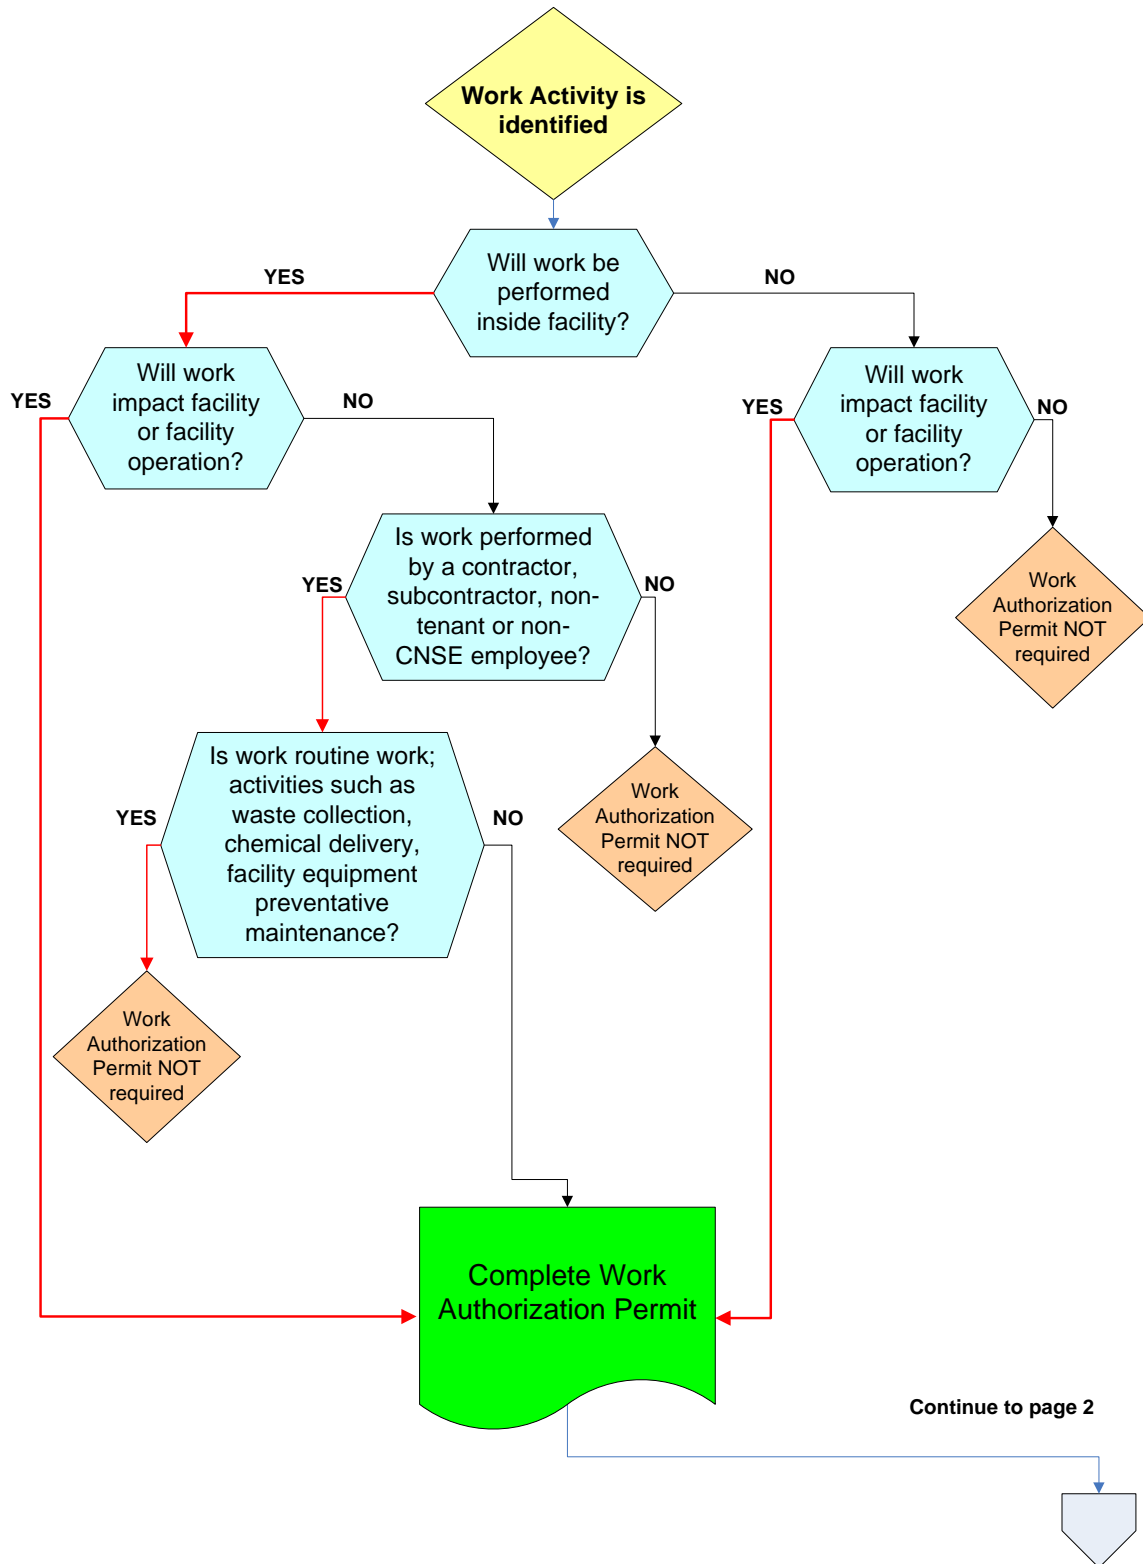 Work Activity is
identified
Will work be
performed
inside facility?
YES
NO
Will work
impact facility
or facility
operation?
YES
NO
Will work
impact facility
or facility
operation?
YES
NO
Is work performed
by a contractor,
subcontractor, non-
tenant or non-
CNSE employee?
YES
NO
Work
Authorization
Permit NOT
required
Is work routine work;
activities such as
waste collection,
chemical delivery,
facility equipment
preventative
maintenance?
YES
NO
Work
Authorization
Permit NOT
required
Work
Authorization
Permit NOT
required
Complete Work
Authorization Permit
Continue to page 2